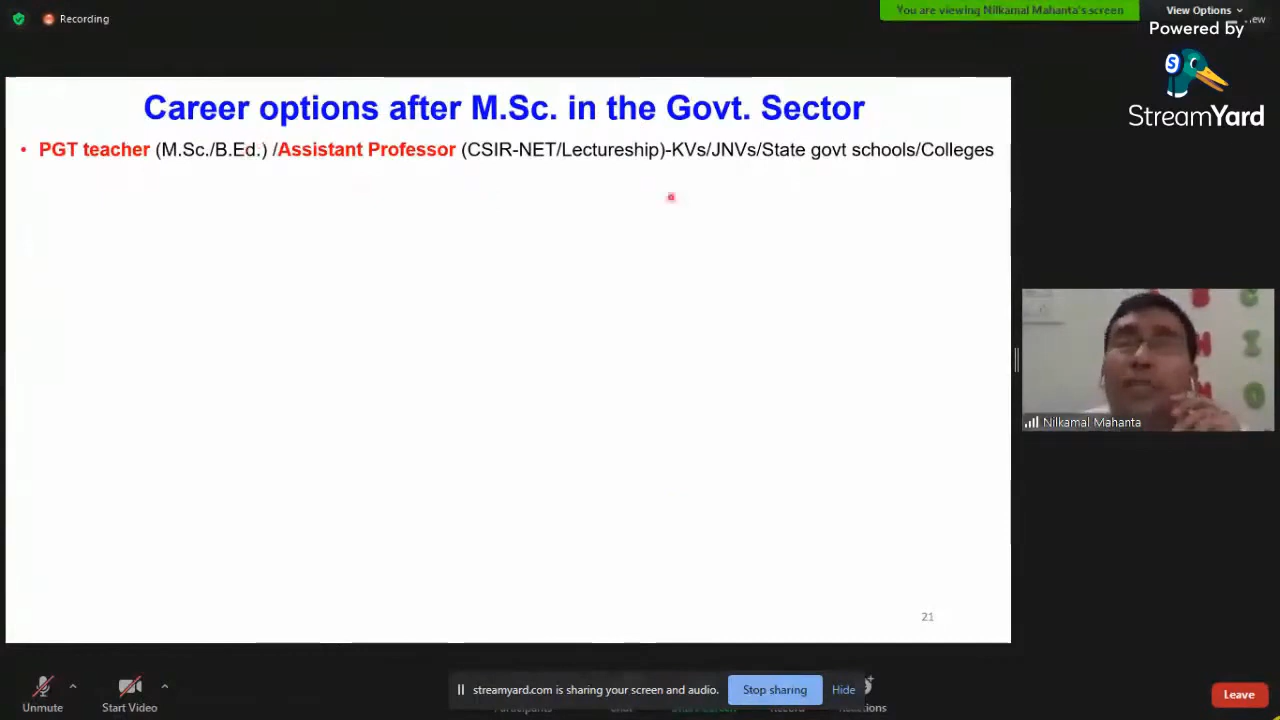 Recording
You are viewing Nilkamal Mahanta's screen
View Options
Powered by
StreamYard
Career options after M.Sc. in the Govt. Sector
• PGT teacher (M.Sc./B.Ed.) /Assistant Professor (CSIR-NET/Lectureship)-KVs/JNVs/State govt schools/Colleges
Nilkamal Mahanta
21
streamyard.com is sharing your screen and audio.
Stop sharing
Hide
Unmute
Start Video
Leave